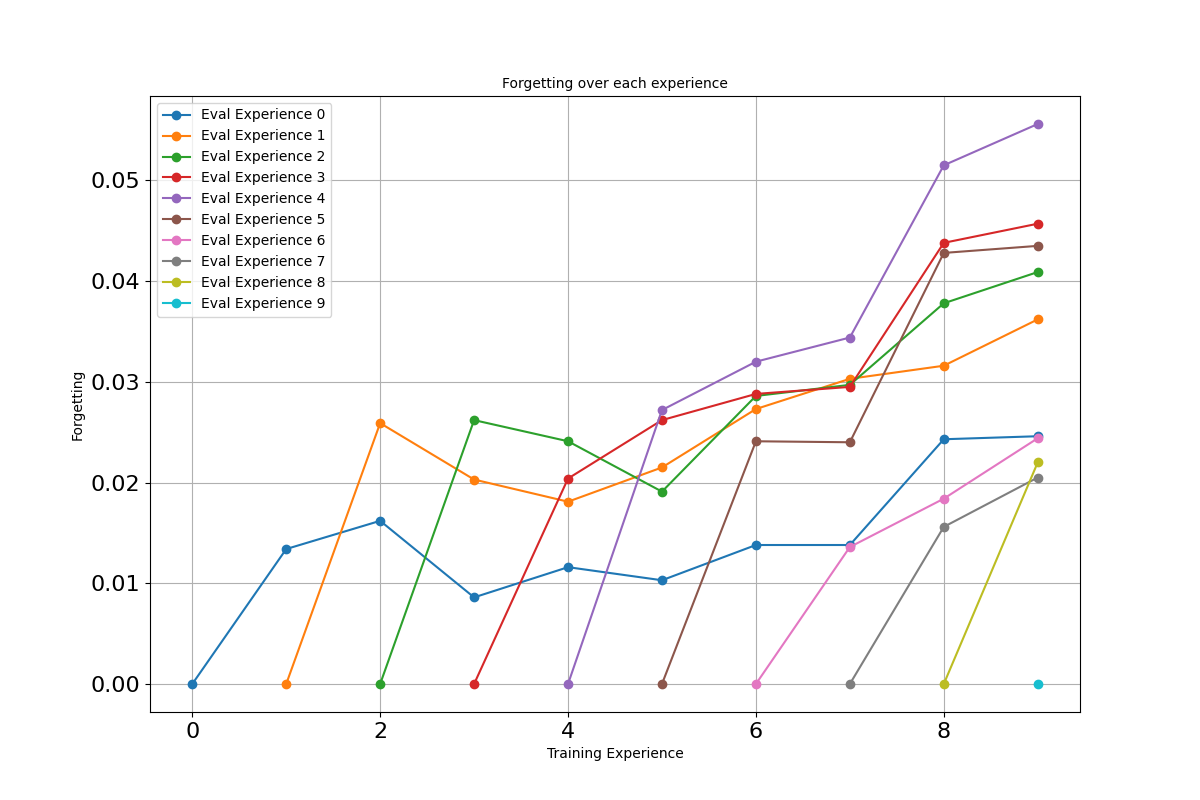 Forgetting over each experience
Eval Experience 0
Eval Experience 1
Eval Experience 2
Eval Experience 3
Eval Experience 4
Eval Experience 5
Eval Experience 6
Eval Experience 7
Eval Experience 8
Eval Experience 9
0.05
0.04
0.03
0.02
0.01
0.00
Forgetting
0 2 4 6 8
Training Experience